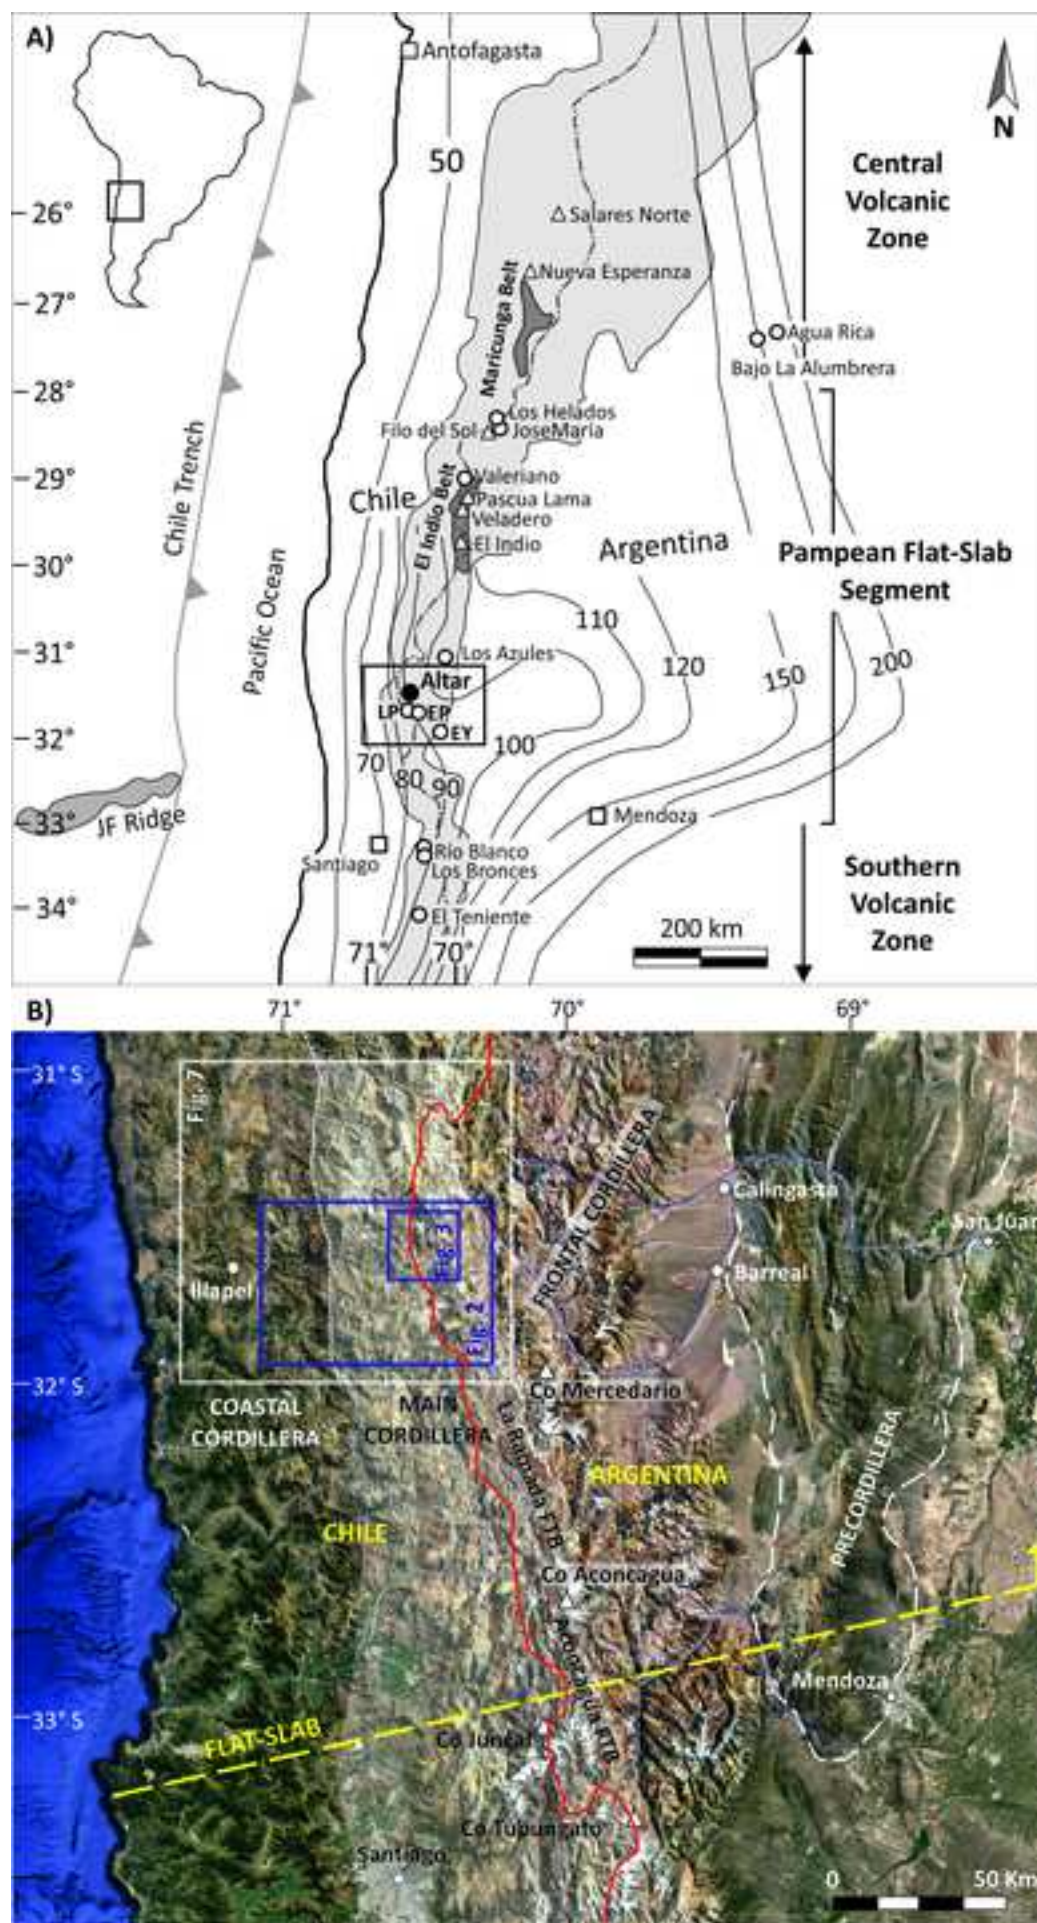 A)
Antofagasta
N
50
Central
Volcanic
Zone
26°
Salares Norte
Nueva Esperanza
27°
Maricunga Belt
Agua Rica
Bajo La Alumbrera
28°
Los Helados
Filo del Sol
JoseMaría
Chile Trench
29°
Valeriano
Chile
Pascua Lama
El Indio Belt
Veladero
El Indio
Argentina
30°
Pampean Flat-Slab
Segment
Pacific Ocean
110
31°
Los Azules
120
150
200
Altar
LP
EP
EY
32°
100
70
80
90
33°
JF Ridge
Mendoza
Santiago
Río Blanco
Los Bronces
Southern
Volcanic
Zone
34°
El Teniente
200 km
71°
70°
B)
71°
70°
69°
31° S
Fig. 7
FRONTAL CORDILLERA
Calingasta
San Juan
Fig. 3
Barreal
Illapel
Fig. 2
32° S
Co Mercedario
COASTAL
CORDILLERA
MAIN
CORDILLERA
La Ramada FTB
ARGENTINA
PRECORDILLERA
CHILE
Co Aconcagua
Aconcagua FTB
Mendoza
33° S
FLAT-SLAB
Co Juncal
Co Tupungato
Santiago
0
50 Km